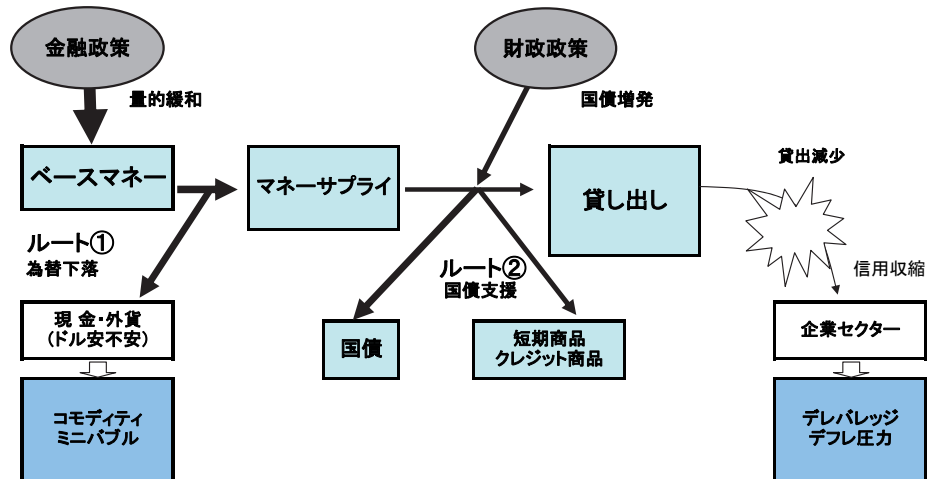 金融政策
財政政策
量的緩和
国債増発
ベースマネー
マネーサプライ
貸し出し
貸出減少
ルート①
為替下落
ルート②
国債支援
信用収縮
現金・外貨
(ドル安不安)
国債
短期商品
クレジット商品
企業セクター
コモディティ
ミニバブル
デレバレッジ
デフレ圧力